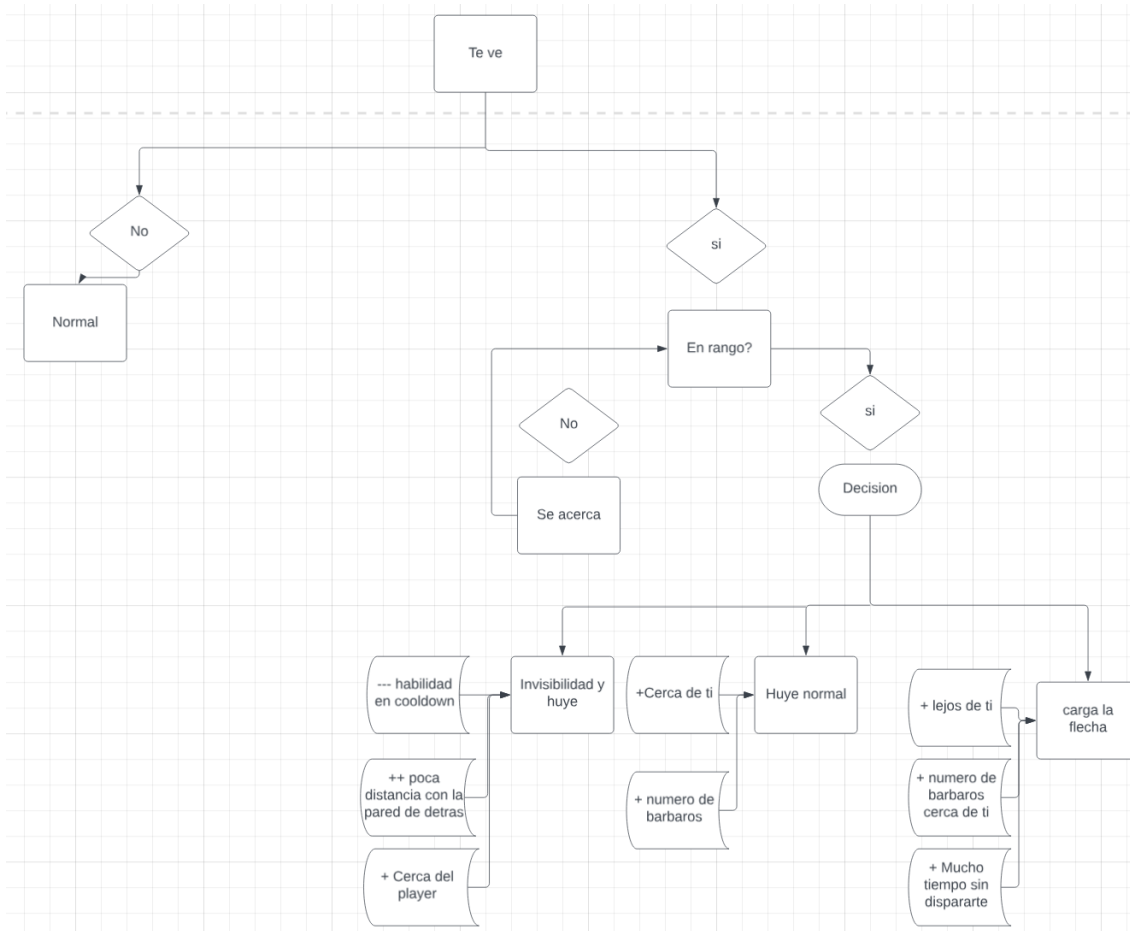 Te ve
No
si
Normal
En rango?
si
No
Decision
Se acerca
--- habilidad
en cooldown
Invisibilidad y
huye
+Cerca de ti
Huye normal
+ lejos de ti
carga la
flecha
++ poca
distancia con la
pared de detras
+ numero de
barbaros
+ numero de
barbaros
cerca de ti
+ Cerca del
player
+ Mucho
tiempo sin
dispararte